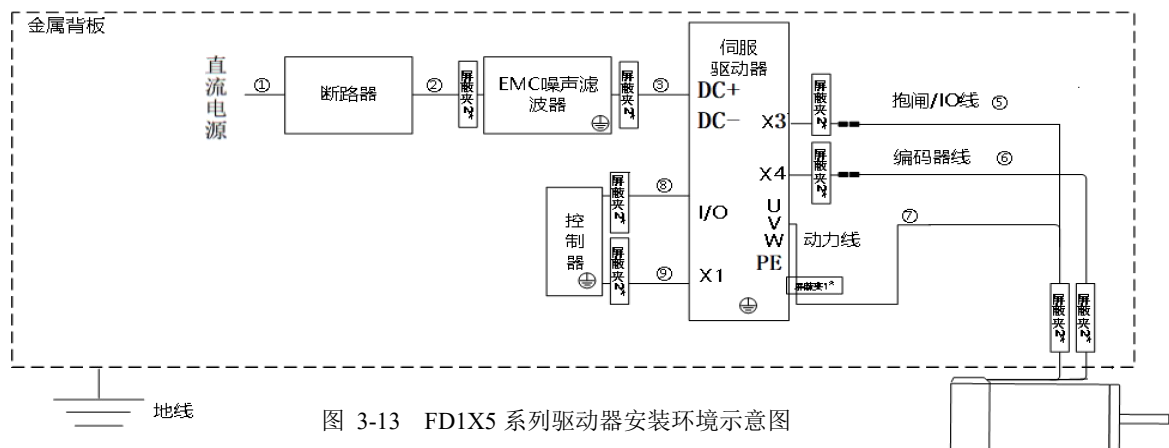 金属背板
直流电源
①
断路器
②
屏蔽夹2*
EMC噪声滤
波器
屏蔽夹2*
③
伺服
驱动器
DC+
DC-
X3
屏蔽夹2*
抱闸/IO线 ⑤
X4
屏蔽夹2*
编码器线 ⑥
控制器
屏蔽夹2*
⑧
I/O
屏蔽夹2*
⑨
X1
U
V
W
PE
动力线
⑦
屏蔽夹1*
屏蔽夹2*
屏蔽夹2*
地线
图 3-13 FD1X5 系列驱动器安装环境示意图